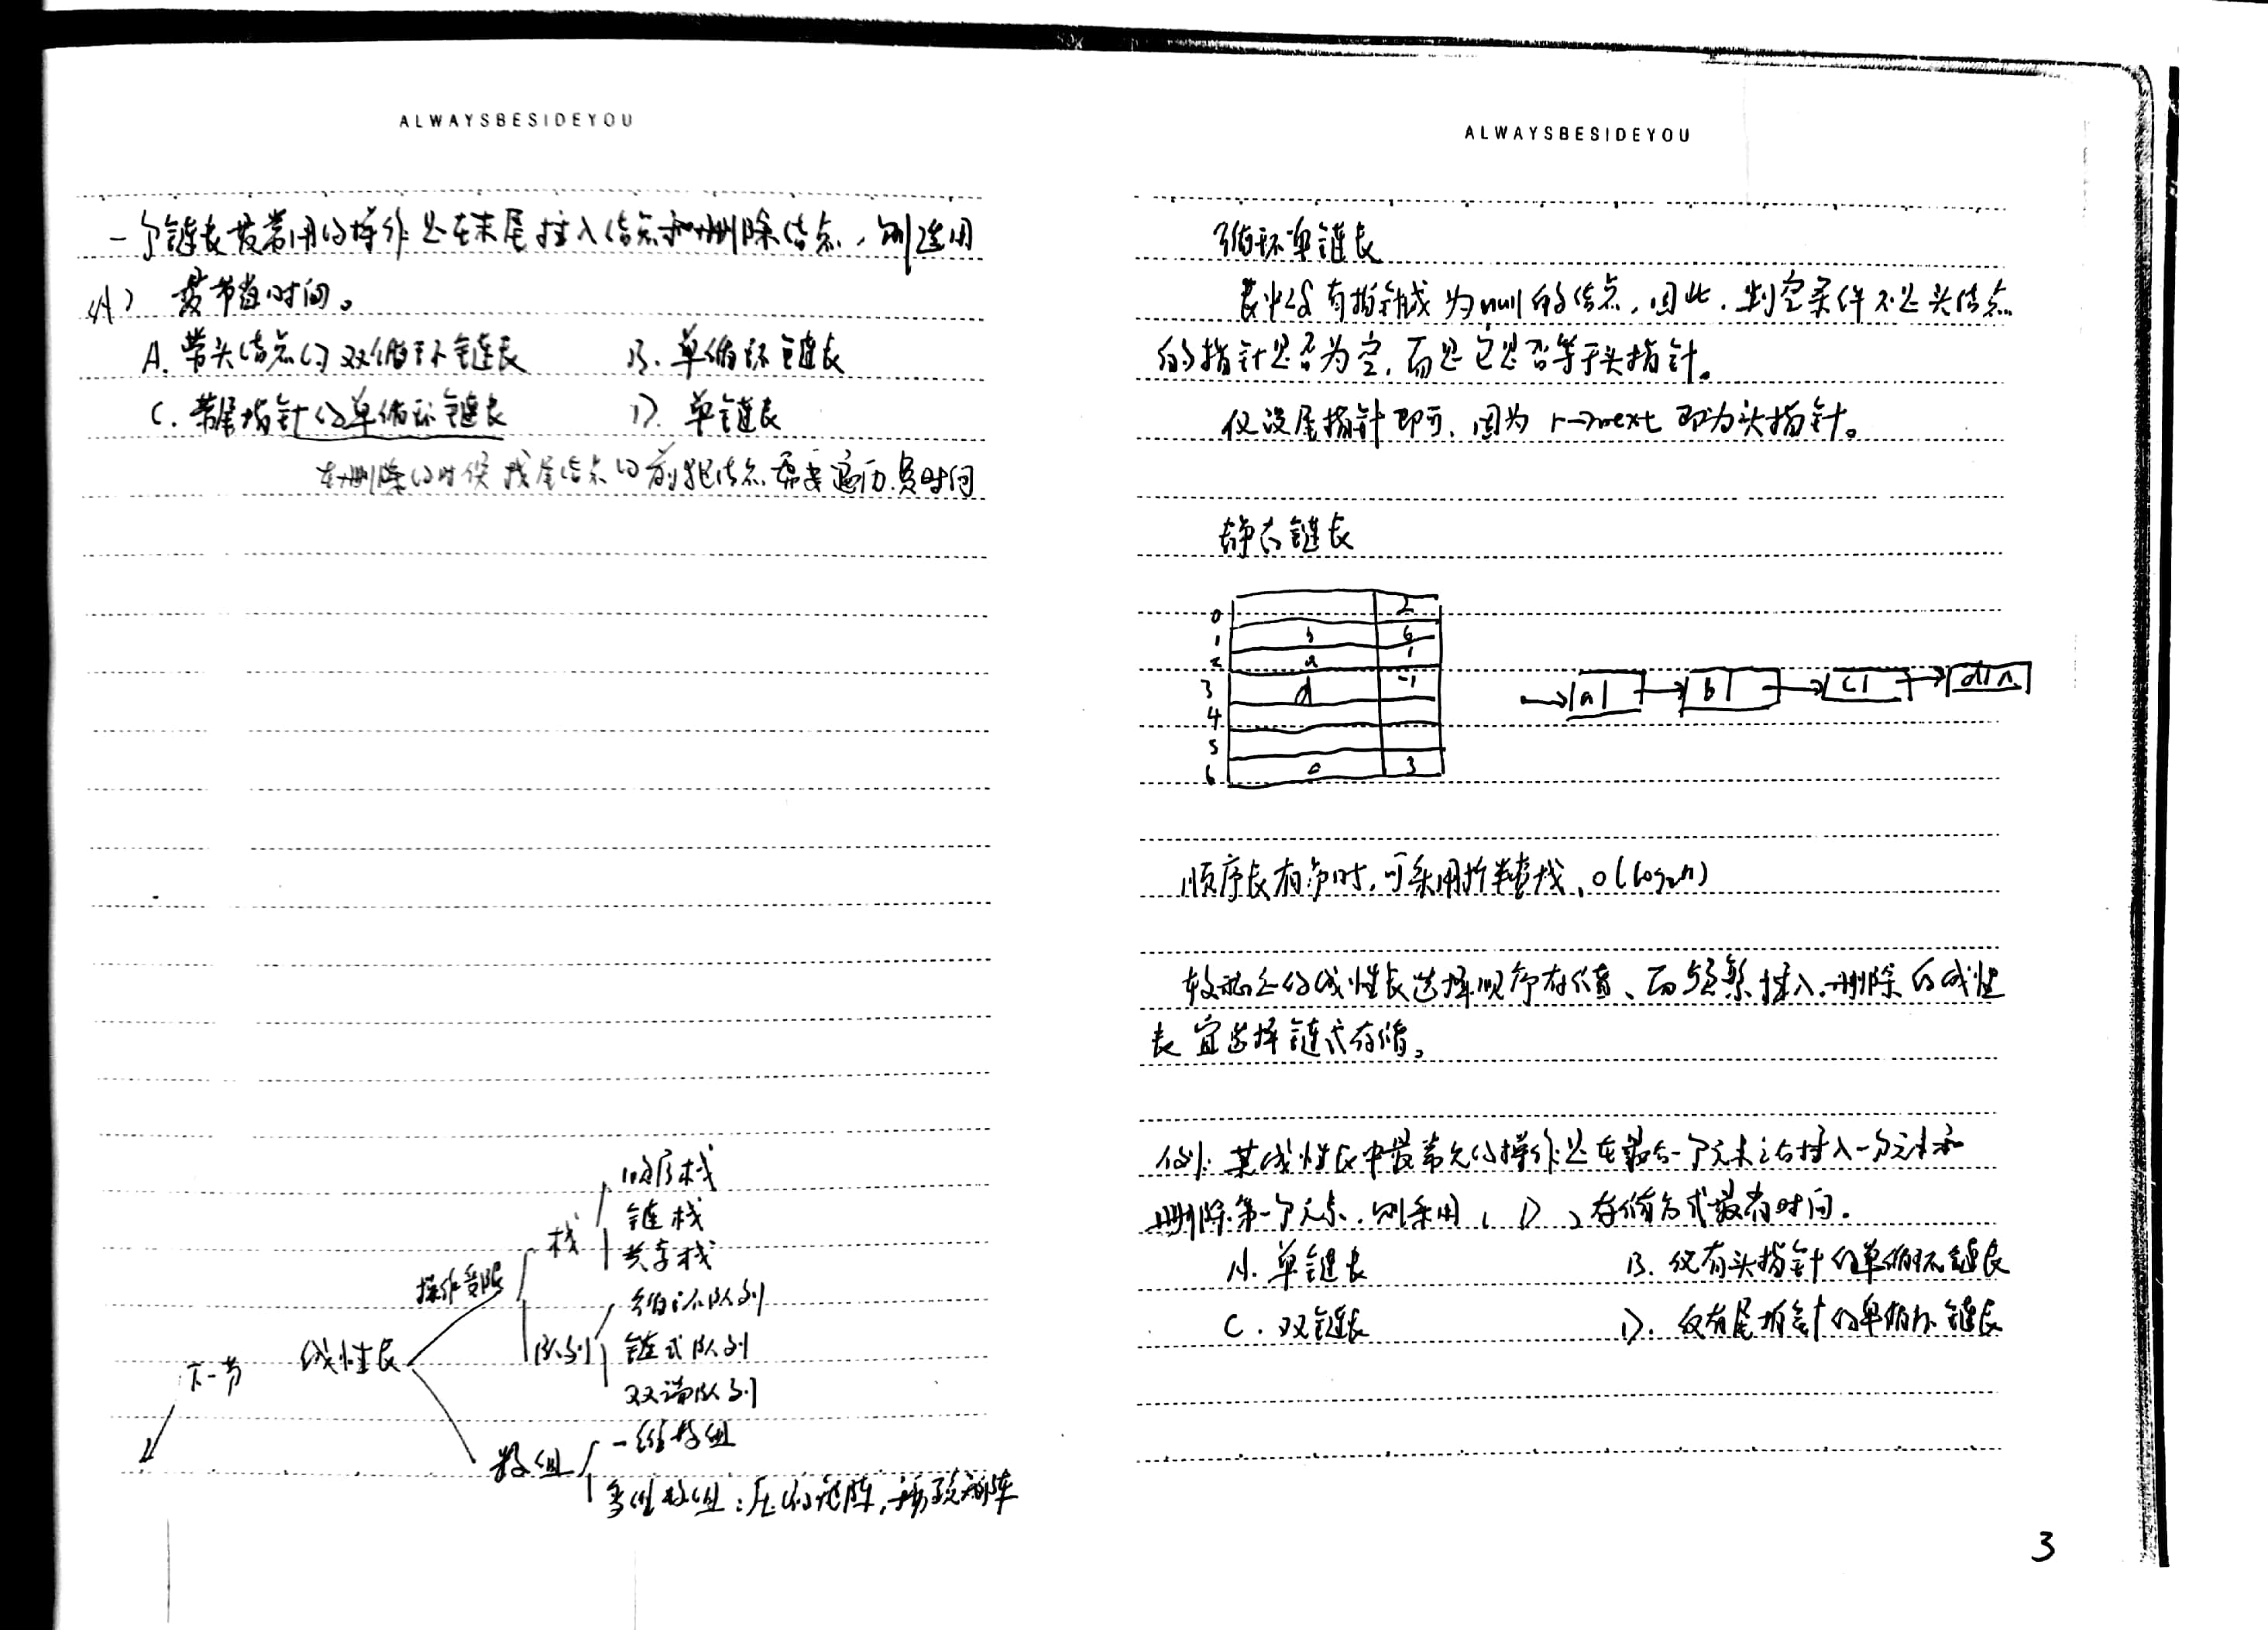 ALWAYSBESIDEYOU
一个链表最常用的操作是在末尾插入结点和删除结点,则选用
(A) 最节省时间。
A. 带头结点的双循环链表 B. 单循环链表
C. 带尾指针的单循环链表 D. 单链表
在删除的时候找尾结点的前驱结点需要遍历,费时间
顺序栈
链栈
栈
共享栈
操作受限
循环队列
队列
链式队列
线性表
下一节
双端队列
一维数组
数组
多维数组:压缩矩阵,稀疏矩阵
ALWAYSBESIDEYOU
循环单链表
表中没有指针域为null的结点,因此,判空条件不是头结点
的指针是否为空,而是它是否等于头指针。
仅设尾指针即可,因为 r→next 即为头指针。
静态链表
0 2
1 b 6
2 a 1
3 d -1
4
5
6 c 3
a b c d ∧
顺序表有序时,可采用折半查找、O(log₂n)
较稳定的线性表选择顺序存储、而频繁插入.删除的线性
表宜选择链式存储。
例:某线性表中最常见的操作是在最后一个元素之后插入一个元素和
删除第一个元素.则采用(D)存储方式最省时间.
A. 单链表 B. 仅有头指针的单循环链表
C. 双链表 D. 仅有尾指针的单循环链表
3